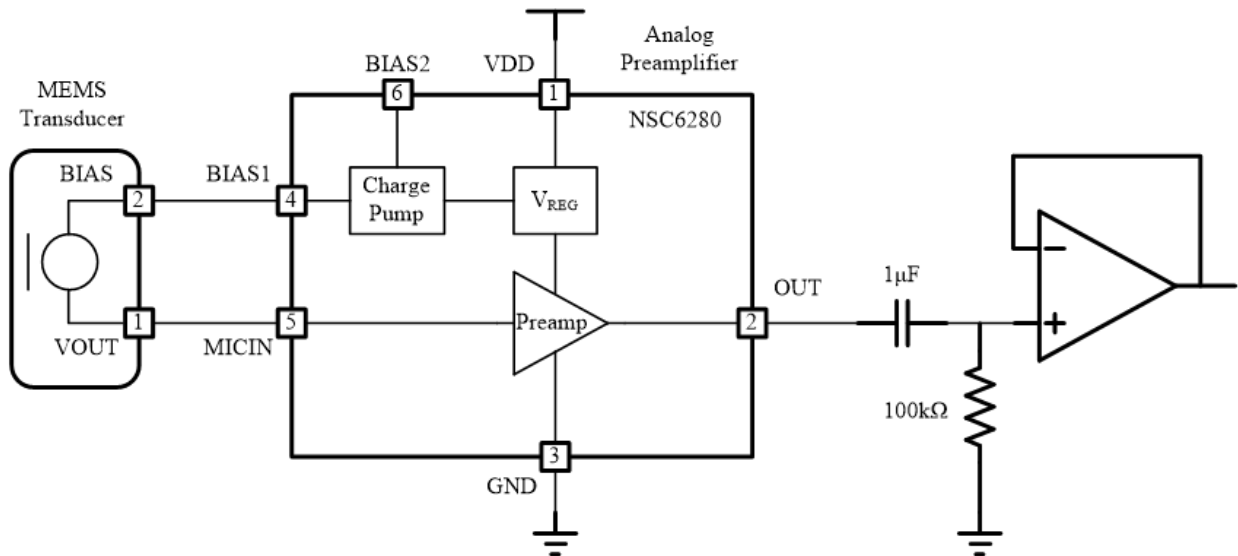 Analog
Preamplifier
NSC6280
MEMS
Transducer
BIAS2
VDD
6
1
BIAS
BIAS1
2
4
Charge
Pump
VREG
VOUT
1
MICIN
5
Preamp
OUT
2
1µF
100kΩ
−
+
3
GND